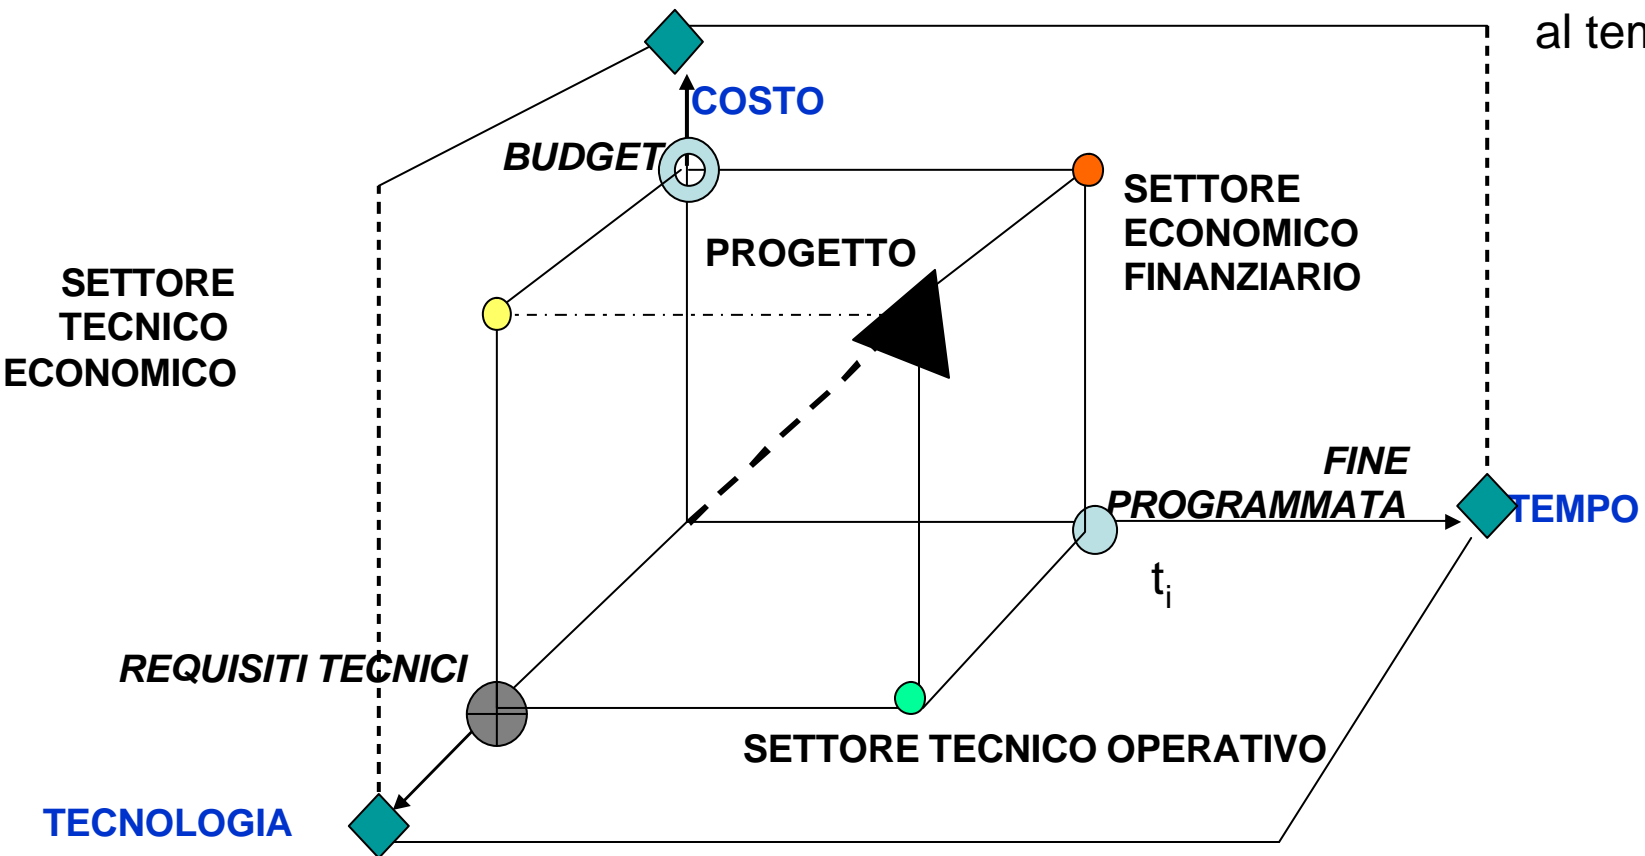 al
COSTO
BUDGET
SETTORE
ECONOMICO
FINANZIARIO
PROGETTO
SETTORE
TECNICO
ECONOMICO
FINE
PROGRAMMATA
TEMPO
ti
REQUISITI TECNICI
SETTORE TECNICO OPERATIVO
TECNOLOGIA